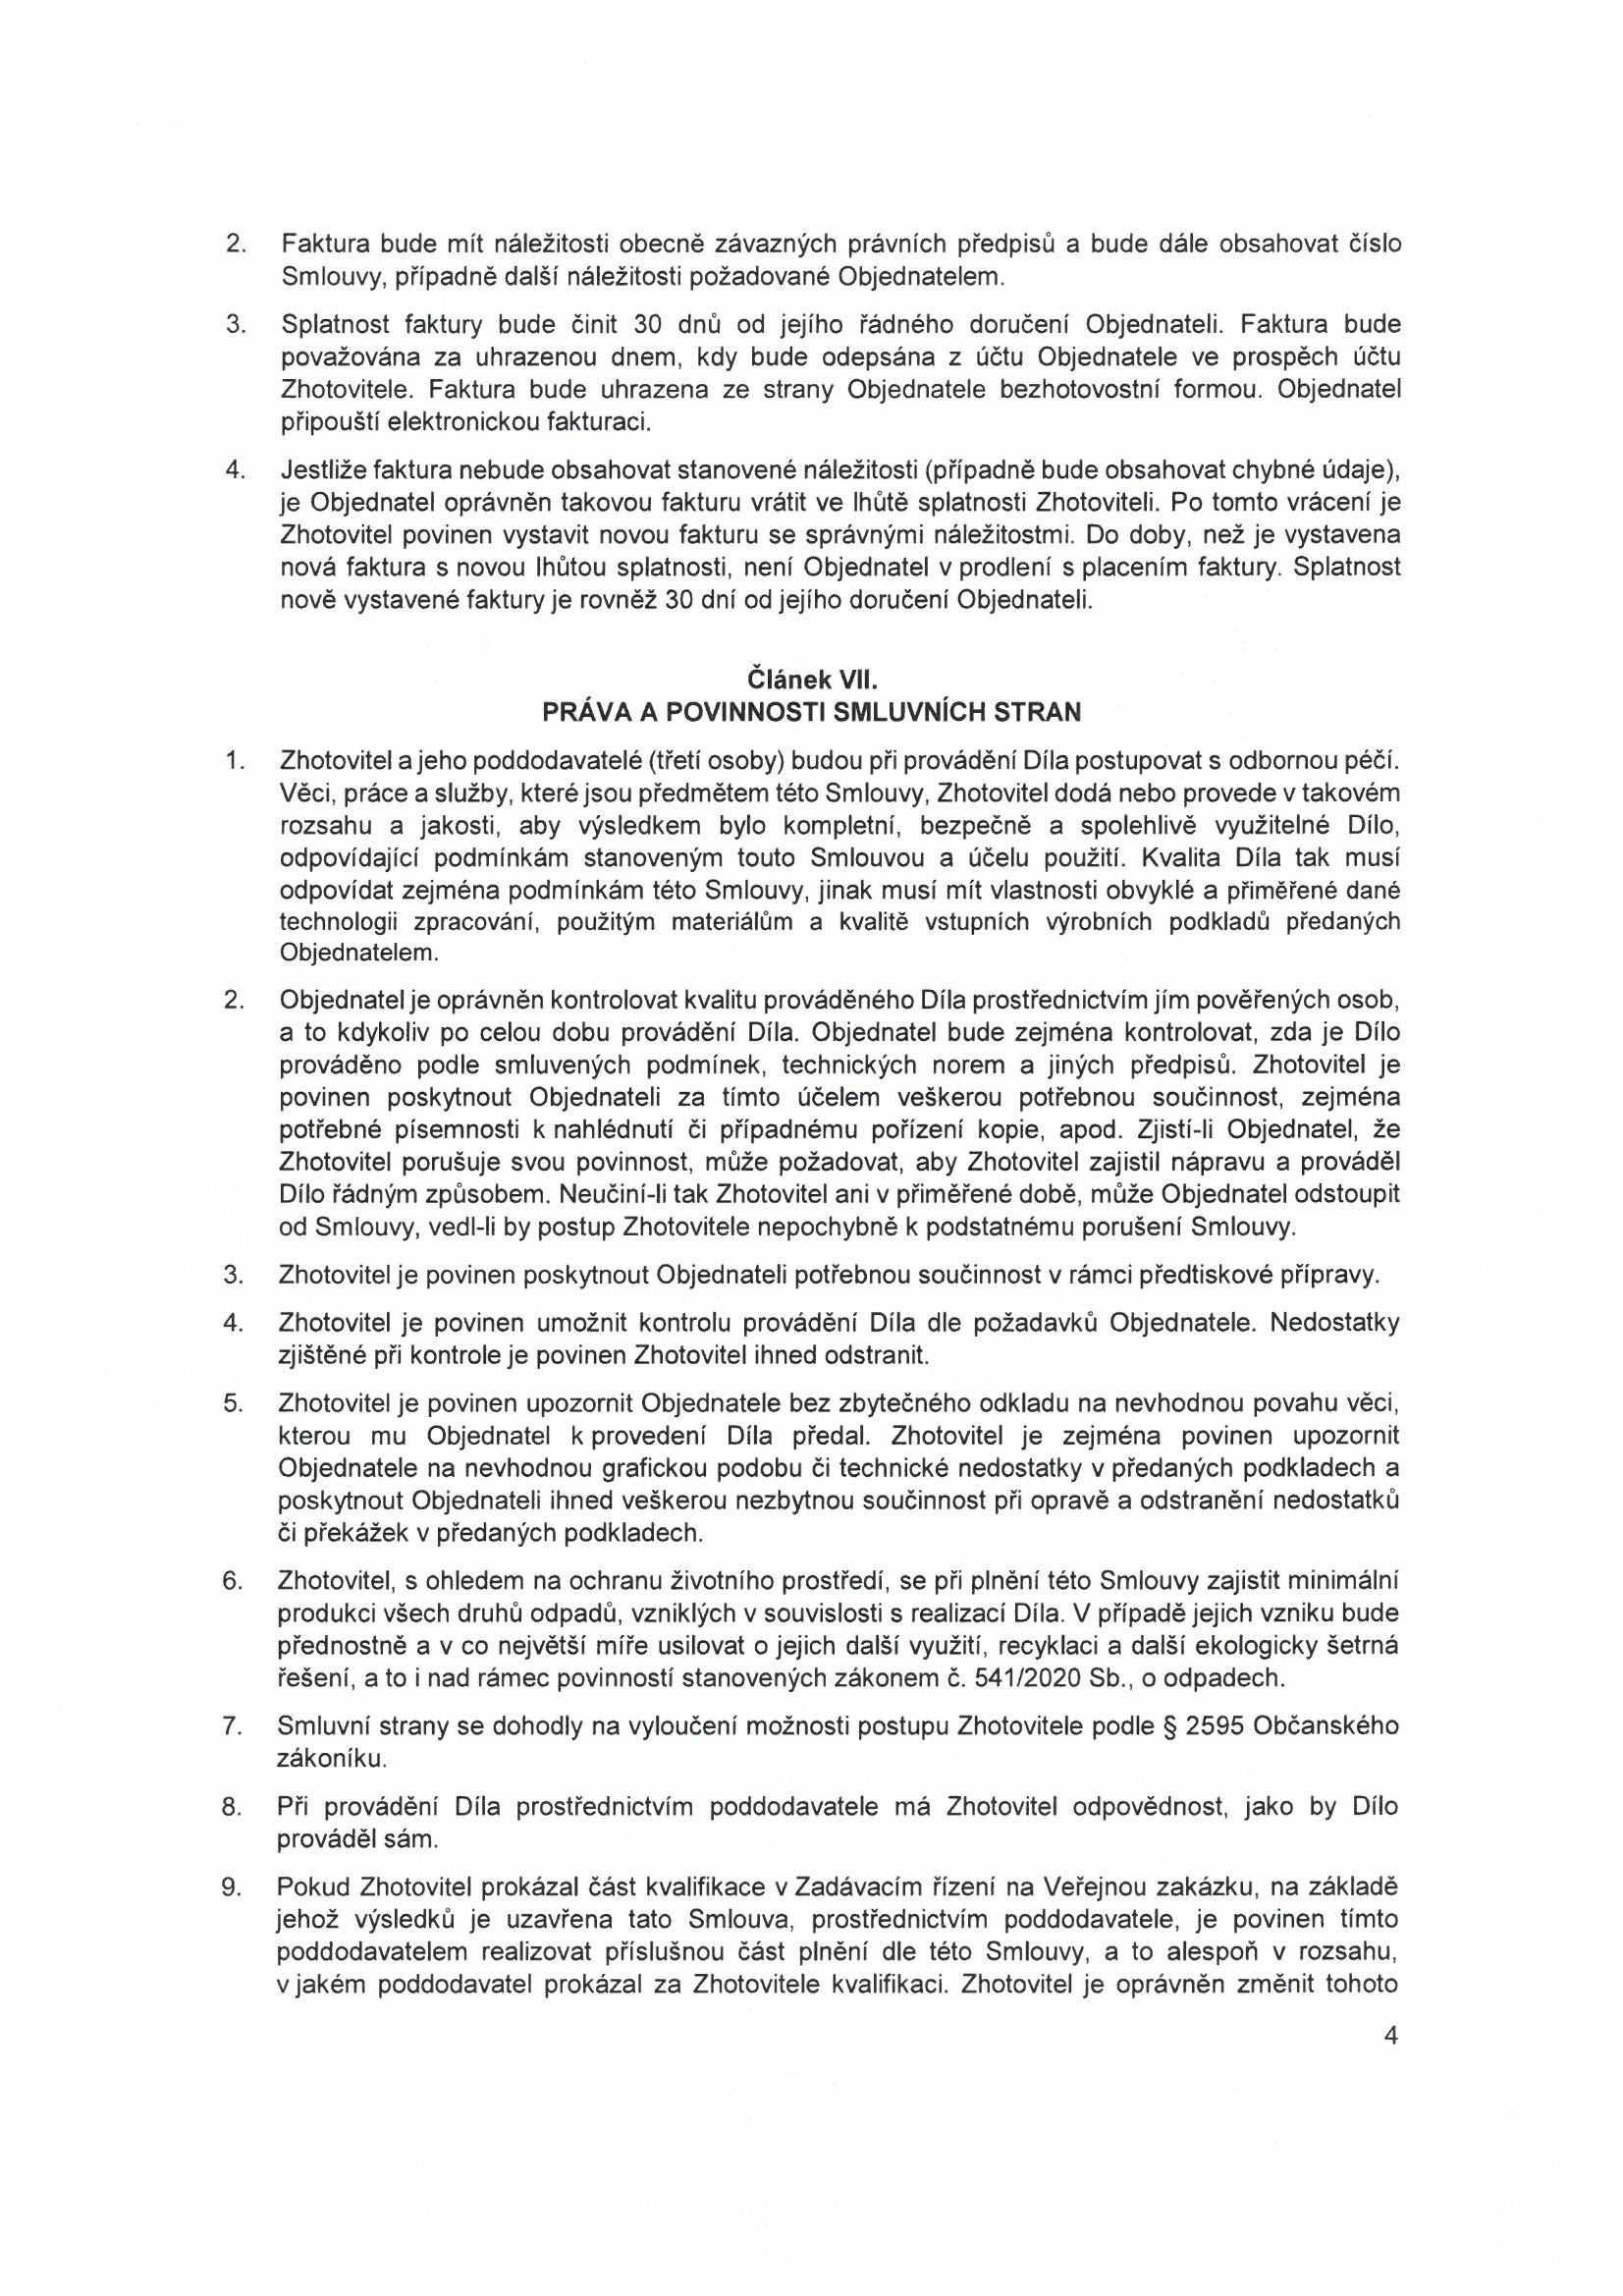 2. Faktura bude mít náležitosti obecně závazných právních předpisů a bude dále obsahovat číslo
Smlouvy, případně další náležitosti požadované Objednatelem.
3. Splatnost faktury bude činit 30 dnů od jejího řádného doručení Objednateli. Faktura bude
považována za uhrazenou dnem, kdy bude odepsána z účtu Objednatele ve prospěch účtu
Zhotovitele. Faktura bude uhrazena ze strany Objednatele bezhotovostní formou. Objednatel
připouští elektronickou fakturaci.
4. Jestliže faktura nebude obsahovat stanovené náležitosti (případně bude obsahovat chybné údaje),
je Objednatel oprávněn takovou fakturu vrátit ve lhůtě splatnosti Zhotoviteli. Po tomto vrácení je
Zhotovitel povinen vystavit novou fakturu se správnými náležitostmi. Do doby, než je vystavena
nová faktura s novou lhůtou splatnosti, není Objednatel v prodlení s placením faktury. Splatnost
nově vystavené faktury je rovněž 30 dní od jejího doručení Objednateli.
Článek VII.
PRÁVA A POVINNOSTI SMLUVNÍCH STRAN
1. Zhotovitel a jeho poddodavatelé (třetí osoby) budou při provádění Díla postupovat s odbornou péčí.
Věci, práce a služby, které jsou předmětem této Smlouvy, Zhotovitel dodá nebo provede v takovém
rozsahu a jakosti, aby výsledkem bylo kompletní, bezpečně a spolehlivě využitelné Dílo,
odpovídající podmínkám stanoveným touto Smlouvou a účelu použití. Kvalita Díla tak musí
odpovídat zejména podmínkám této Smlouvy, jinak musí mít vlastnosti obvyklé a přiměřené dané
technologii zpracování, použitým materiálům a kvalitě vstupních výrobních podkladů předaných
Objednatelem.
2. Objednatel je oprávněn kontrolovat kvalitu prováděného Díla prostřednictvím jím pověřených osob,
a to kdykoliv po celou dobu provádění Díla. Objednatel bude zejména kontrolovat, zda je Dílo
prováděno podle smluvených podmínek, technických norem a jiných předpisů. Zhotovitel je
povinen poskytnout Objednateli za tímto účelem veškerou potřebnou součinnost, zejména
potřebné písemnosti k nahlédnutí či případnému pořízení kopie, apod. Zjistí-li Objednatel, že
Zhotovitel porušuje svou povinnost, může požadovat, aby Zhotovitel zajistil nápravu a prováděl
Dílo řádným způsobem. Neučiní-li tak Zhotovitel ani v přiměřené době, může Objednatel odstoupit
od Smlouvy, vedl-li by postup Zhotovitele nepochybně k podstatnému porušení Smlouvy.
3. Zhotovitel je povinen poskytnout Objednateli potřebnou součinnost v rámci předtiskové přípravy.
4. Zhotovitel je povinen umožnit kontrolu provádění Díla dle požadavků Objednatele. Nedostatky
zjištěné při kontrole je povinen Zhotovitel ihned odstranit.
5. Zhotovitel je povinen upozornit Objednatele bez zbytečného odkladu na nevhodnou povahu věci,
kterou mu Objednatel k provedení Díla předal. Zhotovitel je zejména povinen upozornit
Objednatele na nevhodnou grafickou podobu či technické nedostatky v předaných podkladech a
poskytnout Objednateli ihned veškerou nezbytnou součinnost při opravě a odstranění nedostatků
či překážek v předaných podkladech.
6. Zhotovitel, s ohledem na ochranu životního prostředí, se při plnění této Smlouvy zajistit minimální
produkci všech druhů odpadů, vzniklých v souvislosti s realizací Díla. V případě jejich vzniku bude
přednostně a v co největší míře usilovat o jejich další využití, recyklaci a další ekologicky šetrná
řešení, a to i nad rámec povinností stanovených zákonem č. 541/2020 Sb., o odpadech.
7. Smluvní strany se dohodly na vyloučení možnosti postupu Zhotovitele podle § 2595 Občanského
zákoníku.
8. Při provádění Díla prostřednictvím poddodavatele má Zhotovitel odpovědnost, jako by Dílo
prováděl sám.
9. Pokud Zhotovitel prokázal část kvalifikace v Zadávacím řízení na Veřejnou zakázku, na základě
jehož výsledků je uzavřena tato Smlouva, prostřednictvím poddodavatele, je povinen tímto
poddodavatelem realizovat příslušnou část plnění dle této Smlouvy, a to alespoň v rozsahu,
v jakém poddodavatel prokázal za Zhotovitele kvalifikaci. Zhotovitel je oprávněn změnit tohoto
4